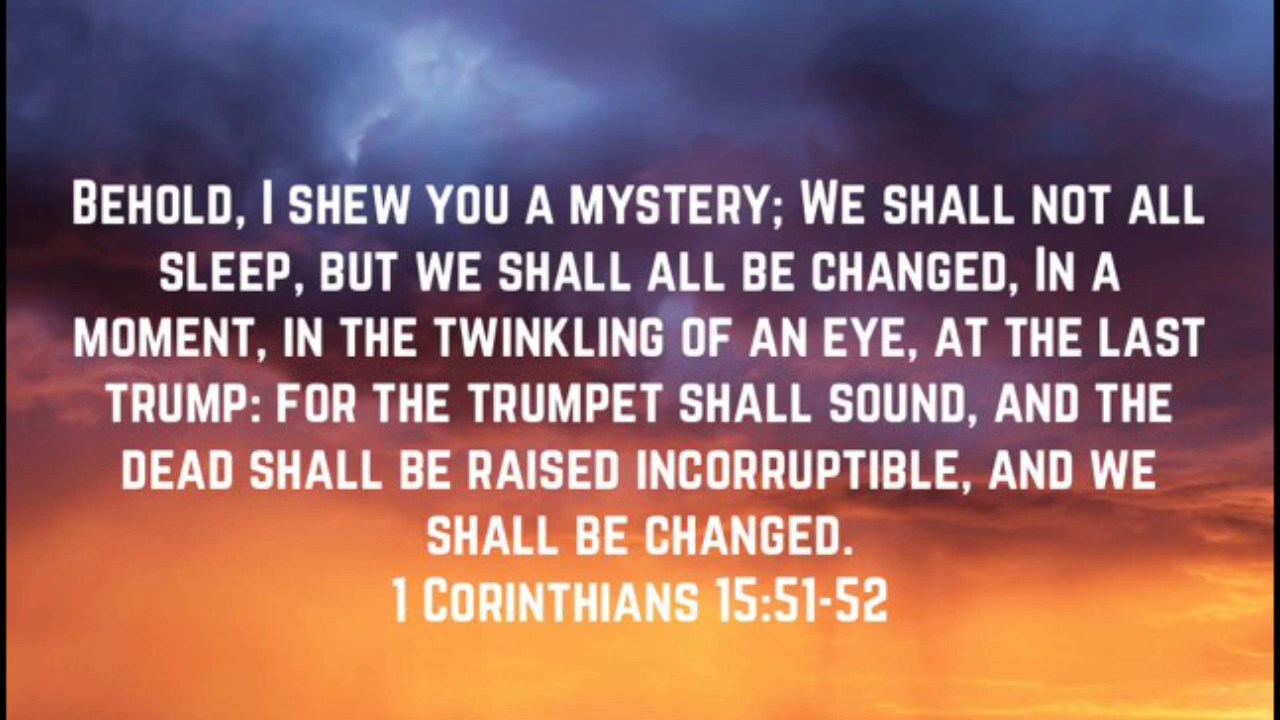 Behold, I shew you a mystery; We shall not all
sleep, but we shall all be changed, In a
moment, in the twinkling of an eye, at the last
trump: for the trumpet shall sound, and the
dead shall be raised incorruptible, and we
shall be changed.
1 Corinthians 15:51-52